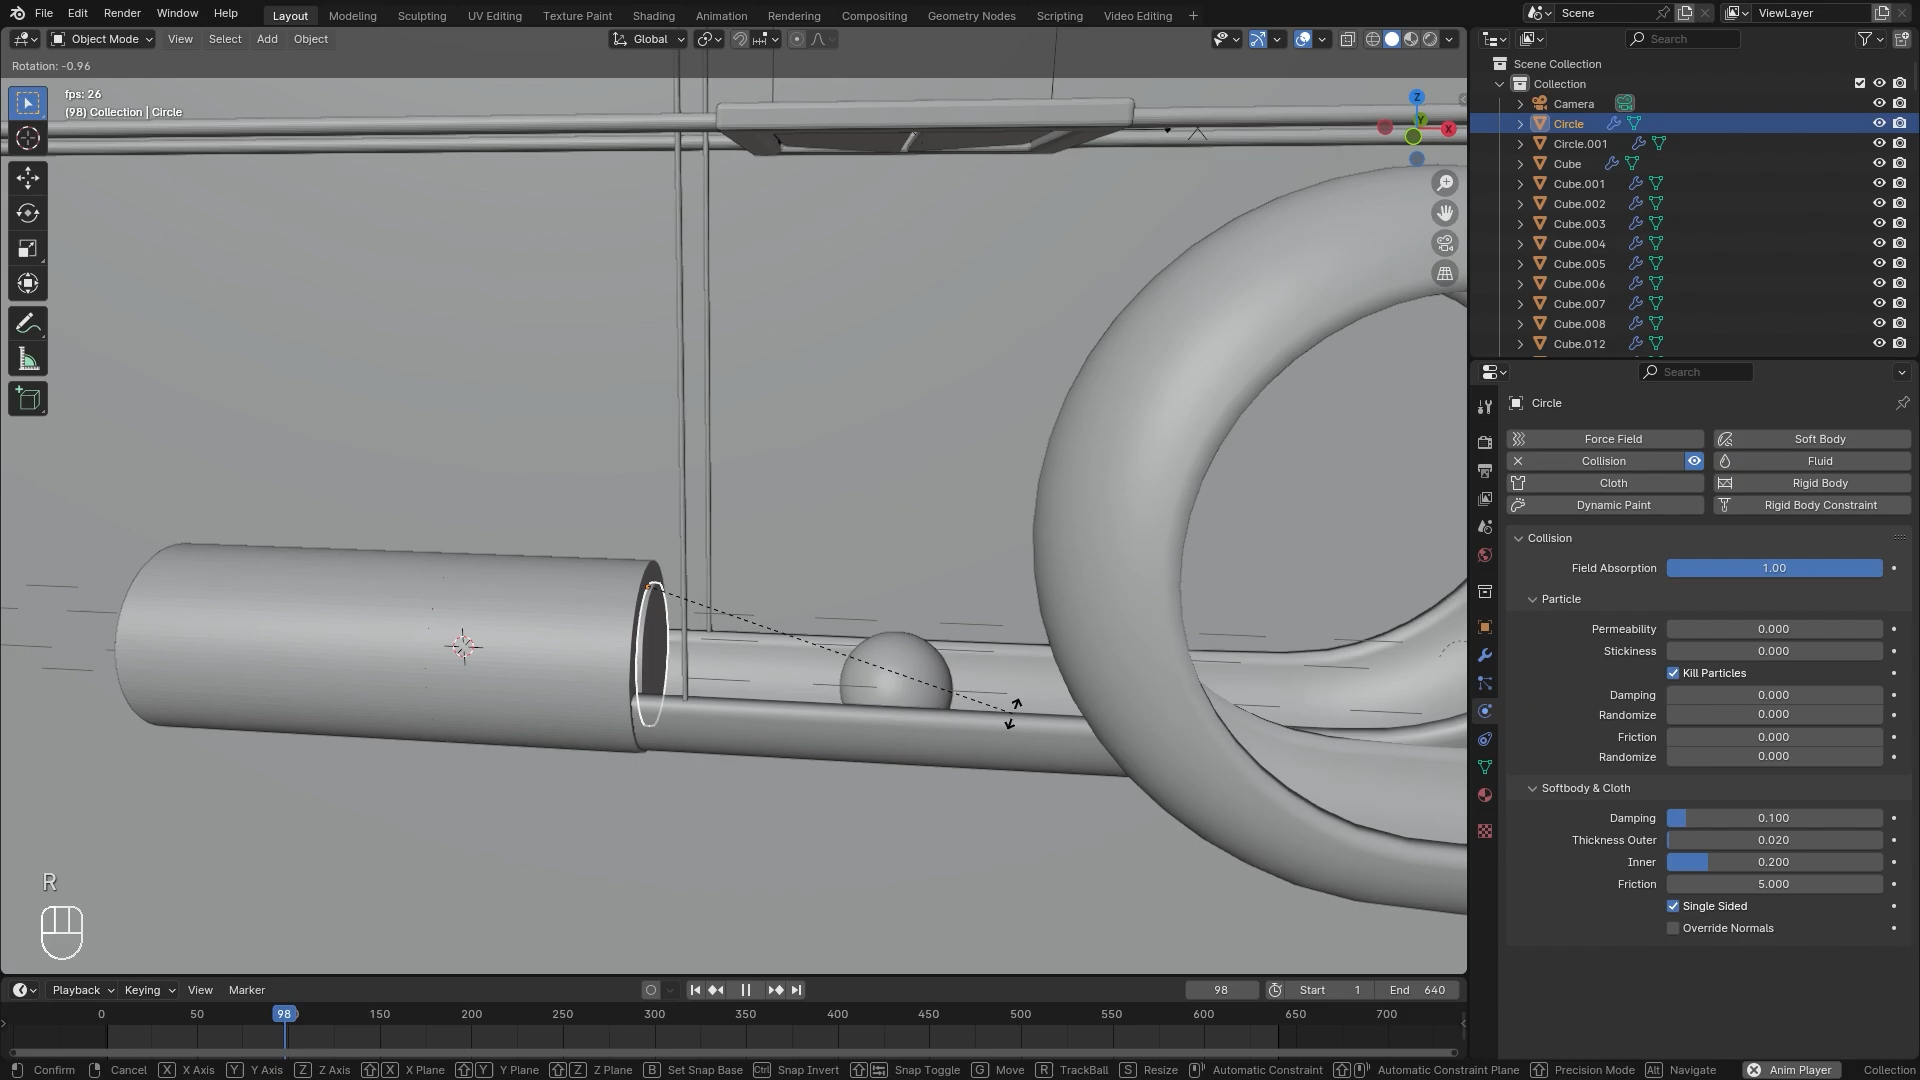 File Edit Render Window Help
Layout Modeling Sculpting UV Editing Texture Paint Shading Animation Rendering Compositing Geometry Nodes Scripting Video Editing
Scene
ViewLayer
Object Mode View Select Add Object
Global
Search
Rotation: -0.96
fps: 26
(98) Collection | Circle
Z
X
Scene Collection
Collection
Camera
Circle
Circle.001
Cube
Cube.001
Cube.002
Cube.003
Cube.004
Cube.005
Cube.006
Cube.007
Cube.008
Cube.012
Search
Circle
Force Field
Soft Body
Collision
Fluid
Cloth
Rigid Body
Dynamic Paint
Rigid Body Constraint
Collision
Field Absorption 1.00
Particle
Permeability 0.000
Stickiness 0.000
Kill Particles
Damping 0.000
Randomize 0.000
Friction 0.000
Randomize 0.000
Softbody & Cloth
Damping 0.100
Thickness Outer 0.020
Inner 0.200
Friction 5.000
Single Sided
Override Normals
R
Playback Keying View Marker
98
Start 1
End 640
0 50 98 150 200 250 300 350 400 450 500 550 600 650 700
Confirm Cancel X X Axis Y Y Axis Z Z Axis X X Plane Y Y Plane Z Z Plane B Set Snap Base Ctrl Snap Invert Snap Toggle G Move R TrackBall S Resize Automatic Constraint Automatic Constraint Plane Precision Mode Alt Navigate Anim Player Collection